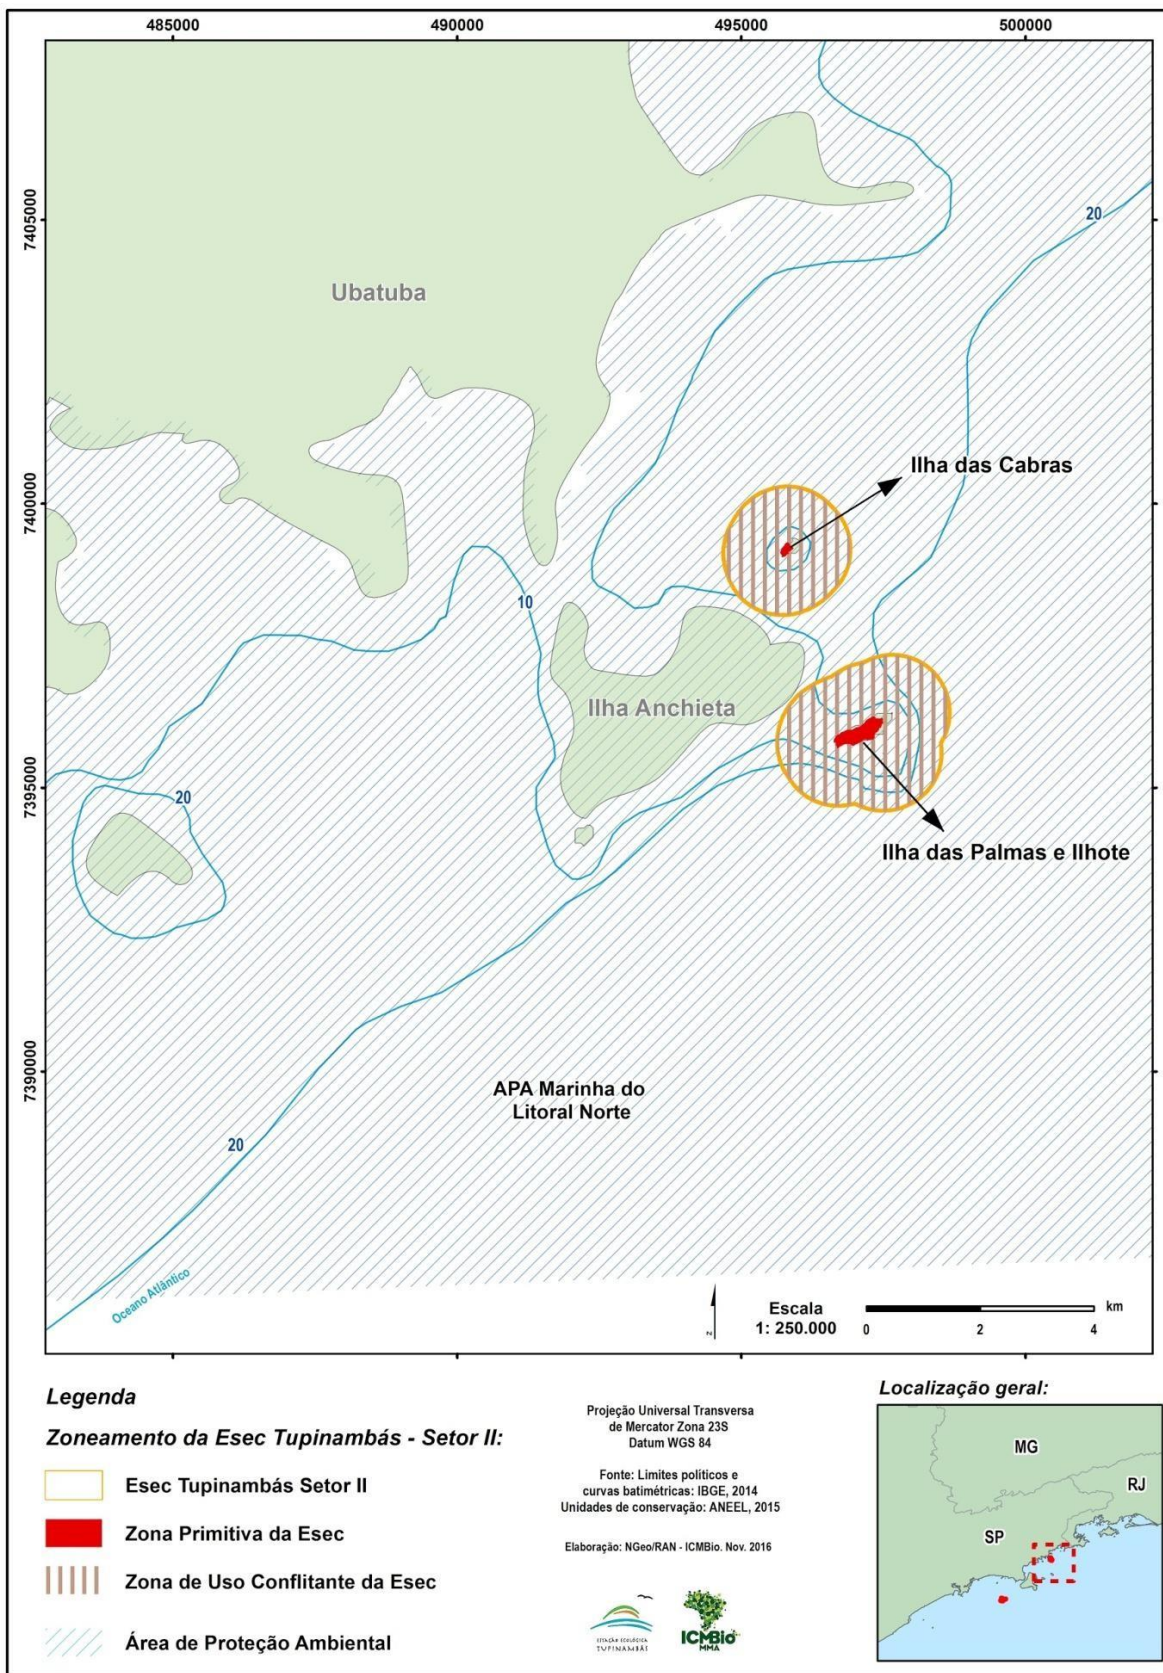 485000
490000
495000
500000
7405000
7400000
7395000
7390000
20
Ubatuba
Ilha das Cabras
10
Ilha Anchieta
20
Ilha das Palmas e Ilhote
APA Marinha do
Litoral Norte
20
Oceano Atlântico
N
Escala
1: 250.000
km
0 2 4
Legenda
Zoneamento da Esec Tupinambás - Setor II:
Esec Tupinambás Setor II
Zona Primitiva da Esec
Zona de Uso Conflitante da Esec
Área de Proteção Ambiental
Projeção Universal Transversa
de Mercator Zona 23S
Datum WGS 84
Fonte: Limites políticos e
curvas batimétricas: IBGE, 2014
Unidades de conservação: ANEEL, 2015
Elaboração: NGeo/RAN - ICMBio. Nov. 2016
ESTAÇÃO ECOLÓGICA
TUPINAMBÁS
ICMBio
MMA
Localização geral:
MG
RJ
SP